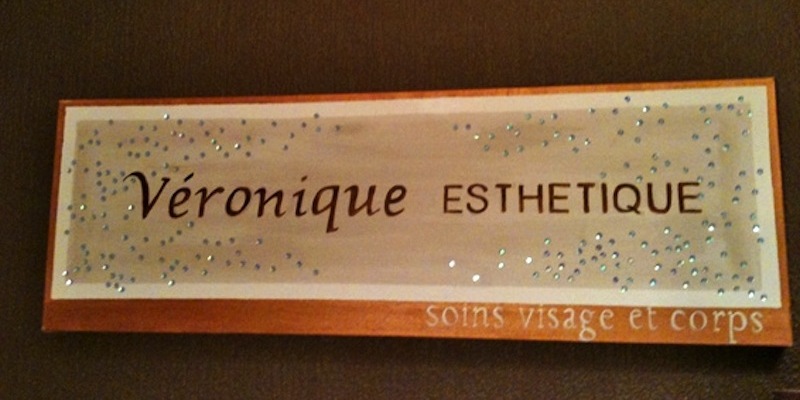 Véronique ESTHETIQUE
soins visage et corps